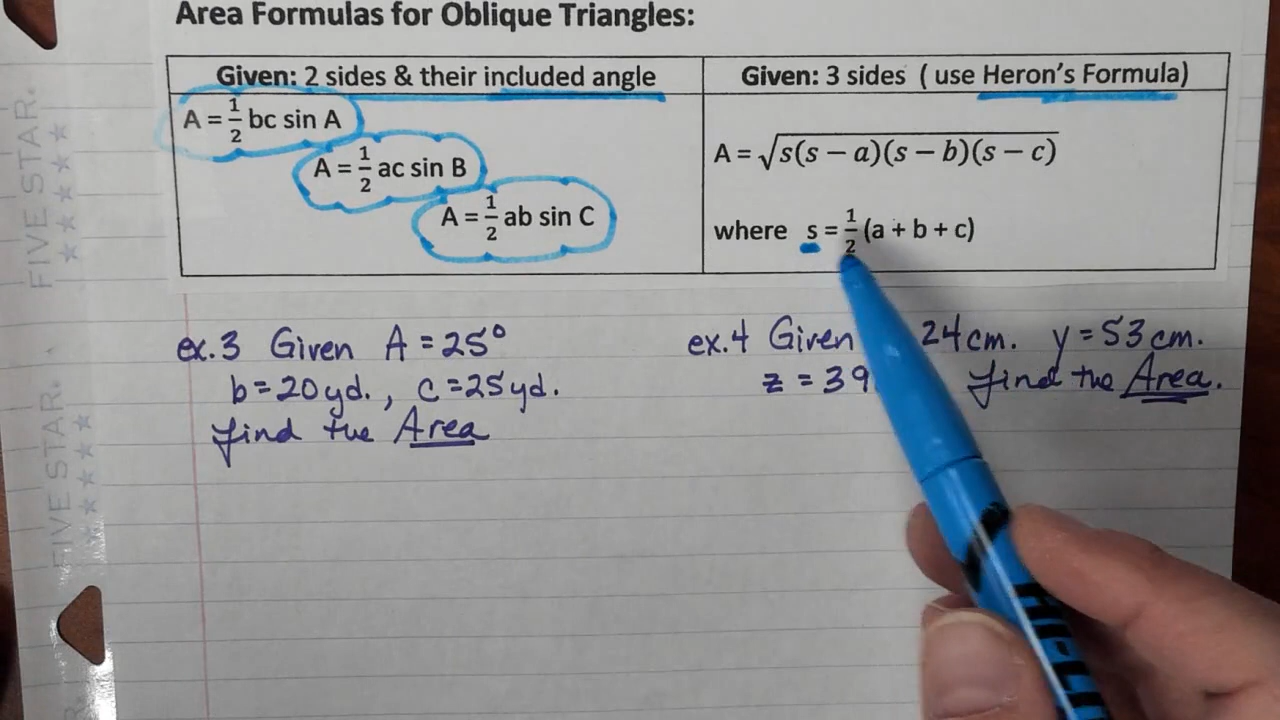 Area Formulas for Oblique Triangles:
Given: 2 sides & their included angle
A = 1/2 bc sin A
A = 1/2 ac sin B
A = 1/2 ab sin C
Given: 3 sides ( use Heron's Formula)
A = √s(s − a)(s − b)(s − c)
where s = 1/2 (a + b + c)
ex.3 Given A = 25°
b = 20 yd. , c = 25 yd.
find the Area
ex.4 Given 24 cm. y = 53 cm.
z = 39 find the Area.
FIVE STAR.
FIVE STAR.